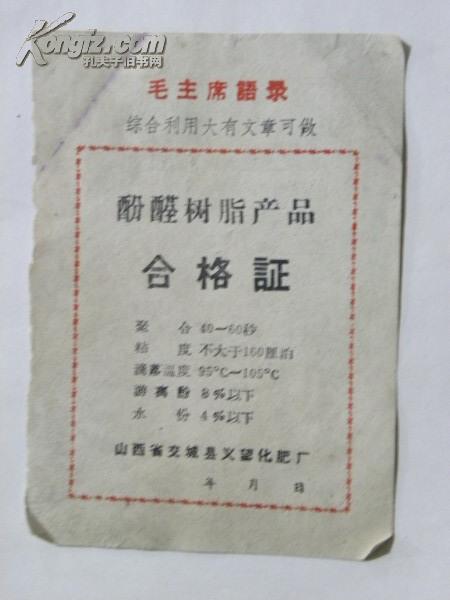 Kongfz.com
孔夫子旧书网
毛主席語录
综合利用大有文章可做
酚醛树脂产品
合格証
聚合 40～60秒
粘度 不大于160厘泊
滴落温度 95°C～105°C
游离酚 8%以下
水份 4%以下
山西省交城县义望化肥厂
年 月 日